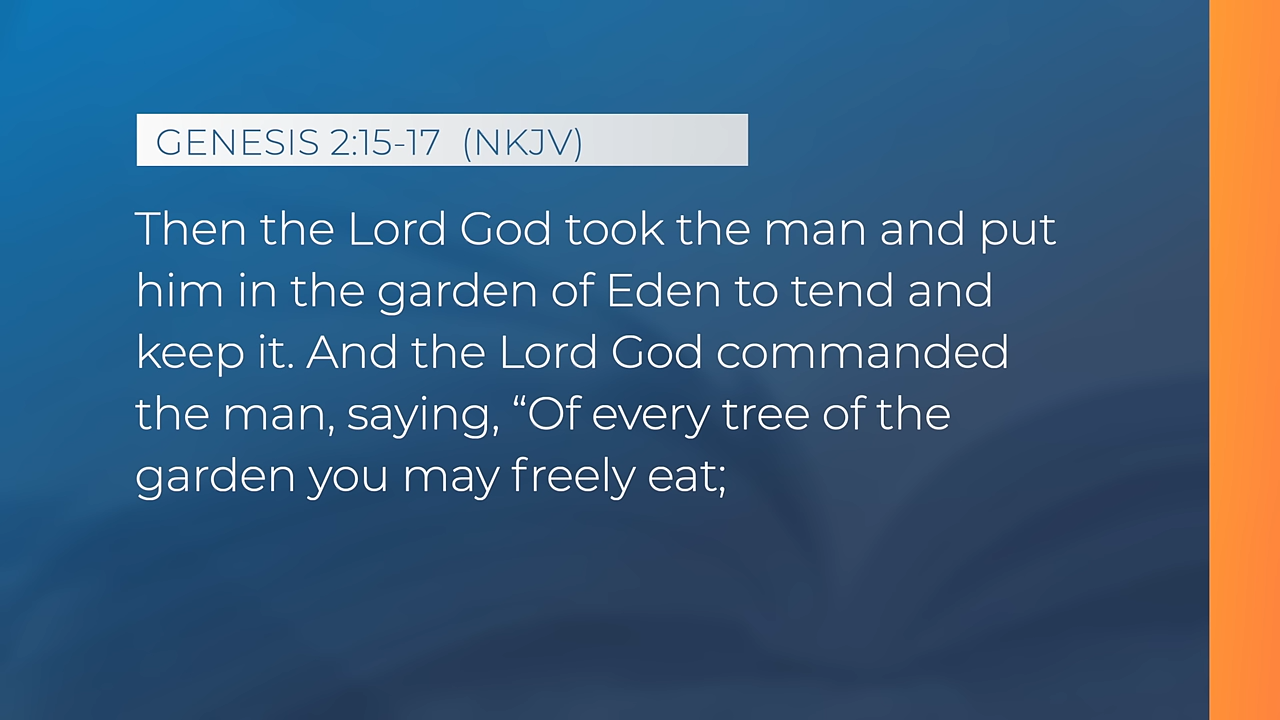 GENESIS 2:15-17 (NKJV)
Then the Lord God took the man and put
him in the garden of Eden to tend and
keep it. And the Lord God commanded
the man, saying, “Of every tree of the
garden you may freely eat;